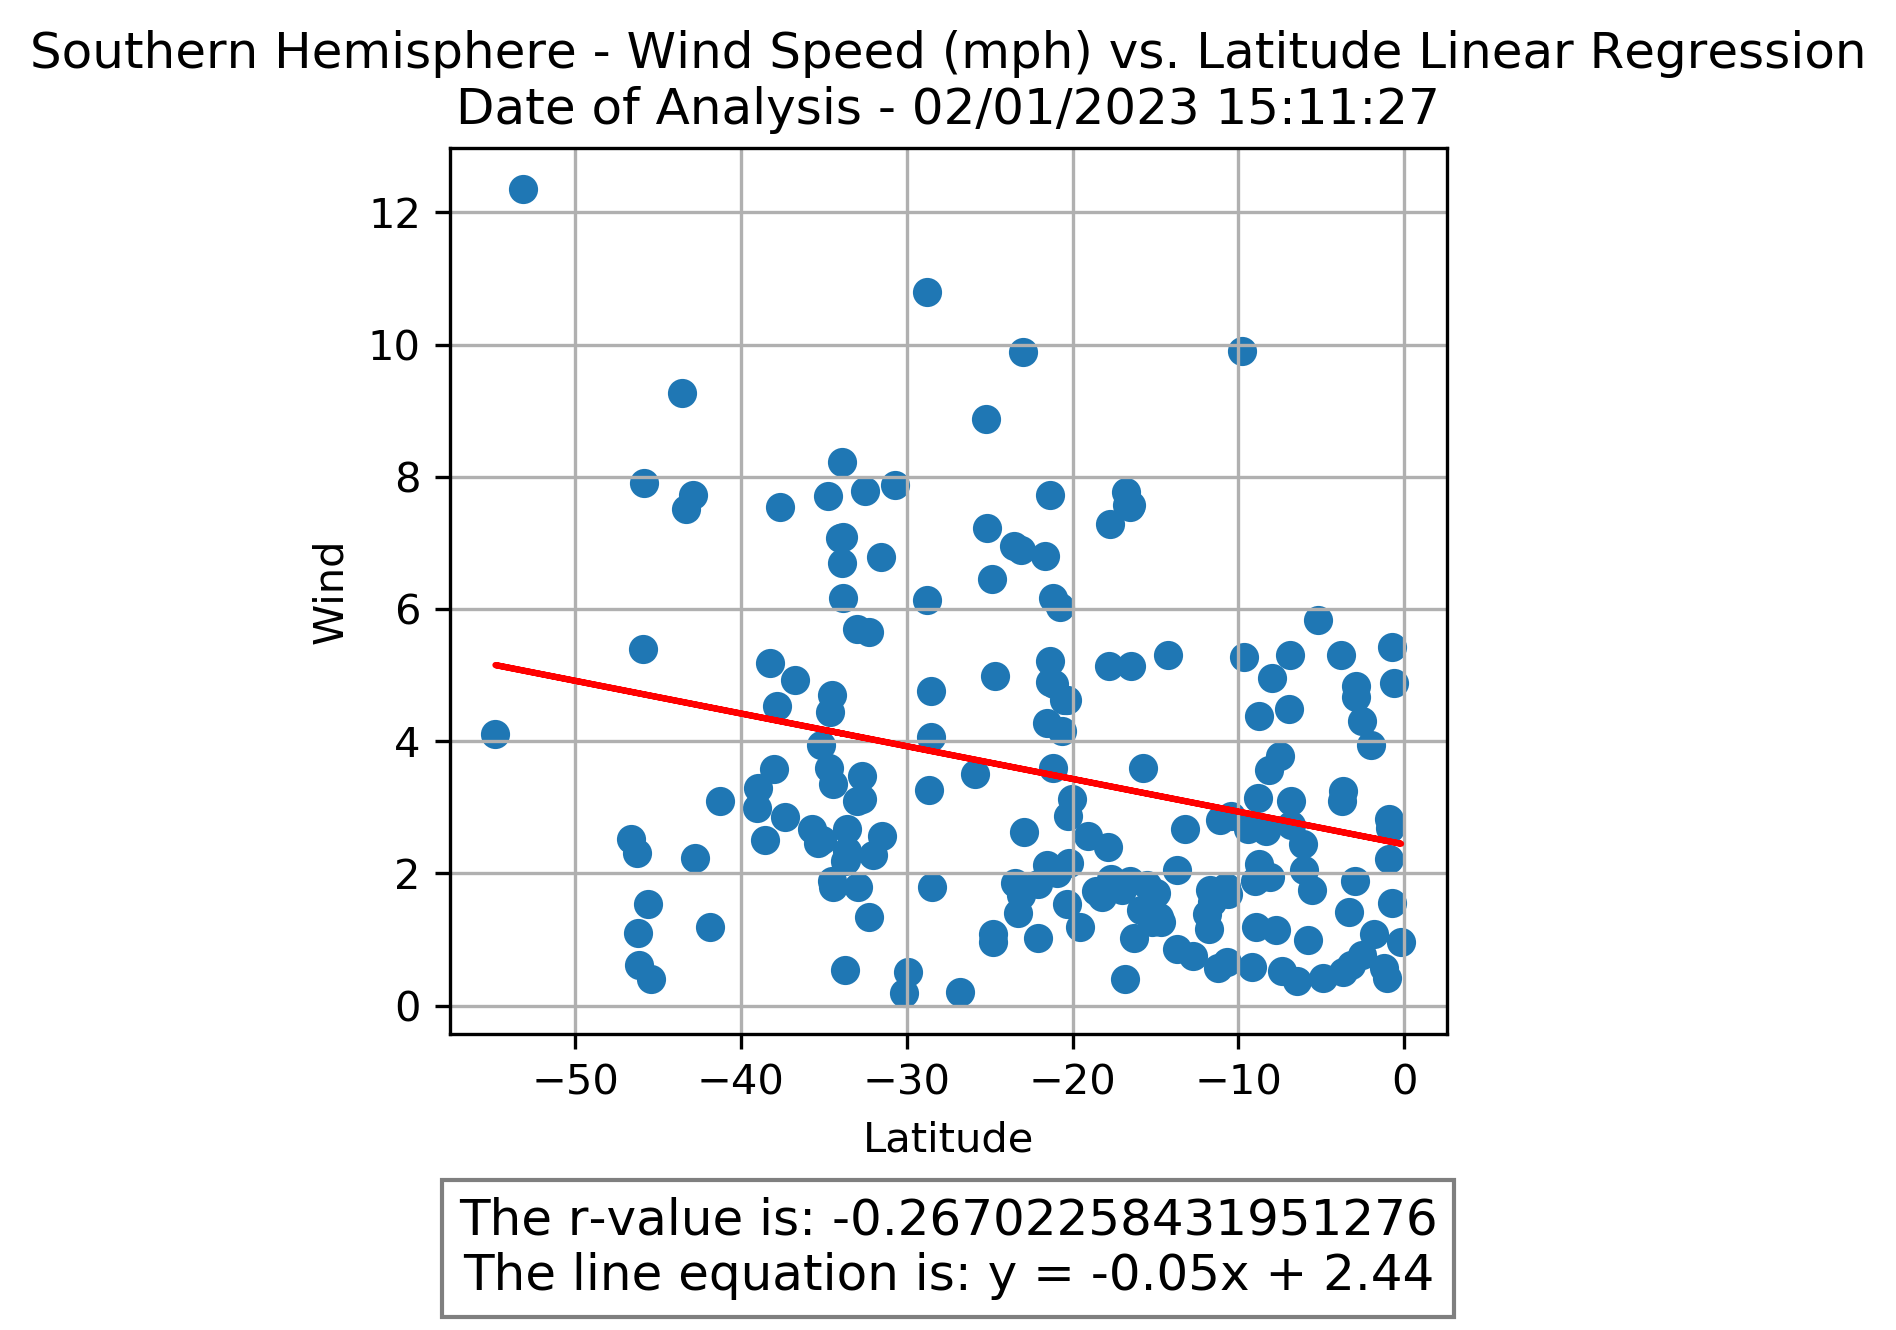 Southern Hemisphere - Wind Speed (mph) vs. Latitude Linear Regression
Date of Analysis - 02/01/2023 15:11:27
12
10
8
6
4
2
0
Wind
−50 −40 −30 −20 −10 0
Latitude
The r-value is: -0.26702258431951276
The line equation is: y = -0.05x + 2.44